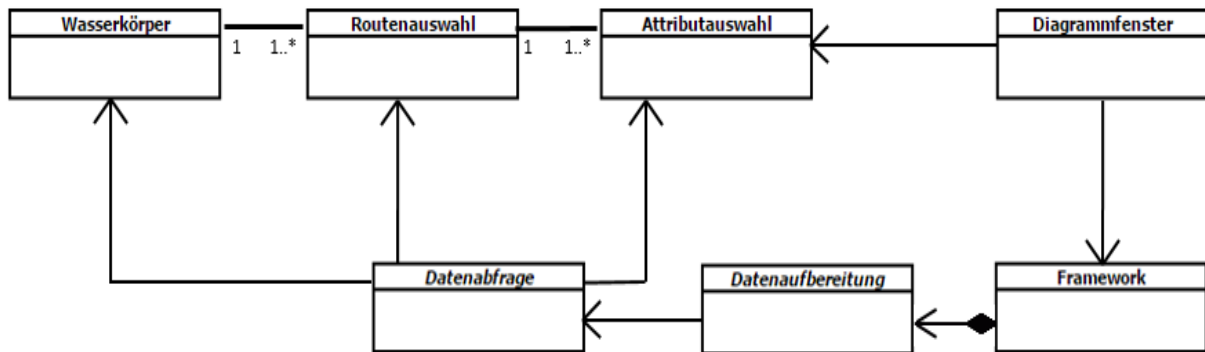 Wasserkörper
Routenauswahl
Attributauswahl
Diagrammfenster
1 1..*
1 1..*
Datenabfrage
Datenaufbereitung
Framework